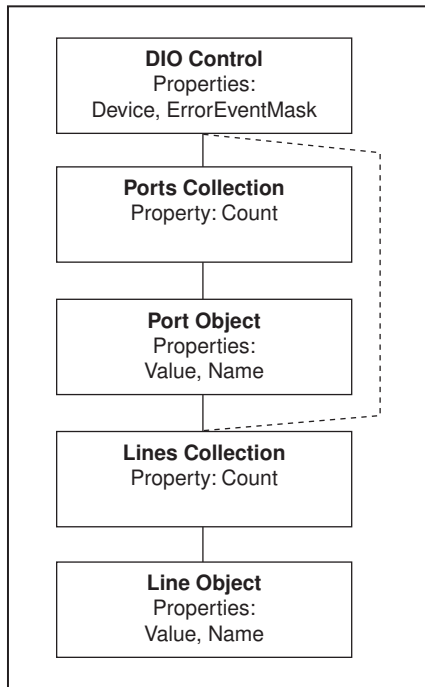 DIO Control
Properties:
Device, ErrorEventMask
Ports Collection
Property: Count
Port Object
Properties:
Value, Name
Lines Collection
Property: Count
Line Object
Properties:
Value, Name